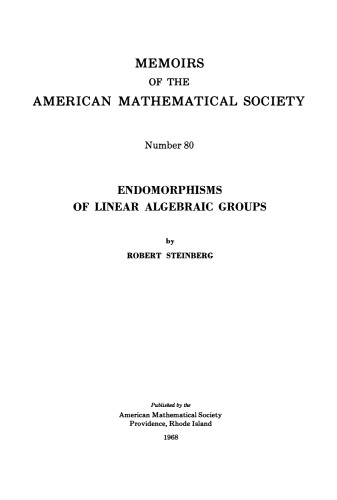 MEMOIRS
OF THE
AMERICAN MATHEMATICAL SOCIETY
Number 80
ENDOMORPHISMS
OF LINEAR ALGEBRAIC GROUPS
by
ROBERT STEINBERG
Published by the
American Mathematical Society
Providence, Rhode Island
1968